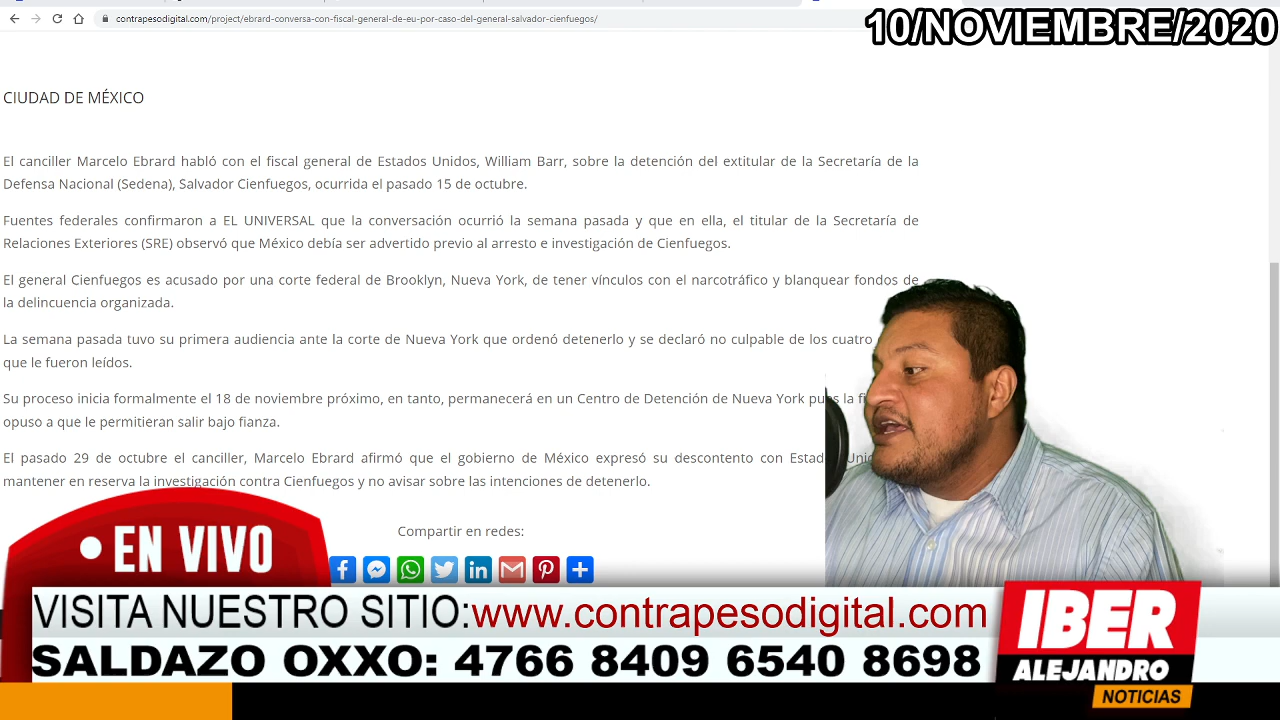 contrapesodigital.com/project/ebrard-conversa-con-fiscal-general-de-eu-por-caso-del-general-salvador-cienfuegos/
10/NOVIEMBRE/2020
CIUDAD DE MÉXICO
El canciller Marcelo Ebrard habló con el fiscal general de Estados Unidos, William Barr, sobre la detención del extitular de la Secretaría de la
Defensa Nacional (Sedena), Salvador Cienfuegos, ocurrida el pasado 15 de octubre.
Fuentes federales confirmaron a EL UNIVERSAL que la conversación ocurrió la semana pasada y que en ella, el titular de la Secretaría de
Relaciones Exteriores (SRE) observó que México debía ser advertido previo al arresto e investigación de Cienfuegos.
El general Cienfuegos es acusado por una corte federal de Brooklyn, Nueva York, de tener vínculos con el narcotráfico y blanquear fondos de
la delincuencia organizada.
La semana pasada tuvo su primera audiencia ante la corte de Nueva York que ordenó detenerlo y se declaró no culpable de los cuatro
que le fueron leídos.
Su proceso inicia formalmente el 18 de noviembre próximo, en tanto, permanecerá en un Centro de Detención de Nueva York pues la
opuso a que le permitieran salir bajo fianza.
El pasado 29 de octubre el canciller, Marcelo Ebrard afirmó que el gobierno de México expresó su descontento con
mantener en reserva la investigación contra Cienfuegos y no avisar sobre las intenciones de detenerlo.
Compartir en redes:
EN VIVO
VISITA NUESTRO SITIO:www.contrapesodigital.com
SALDAZO OXXO: 4766 8409 6540 8698
IBER
ALEJANDRO
NOTICIAS